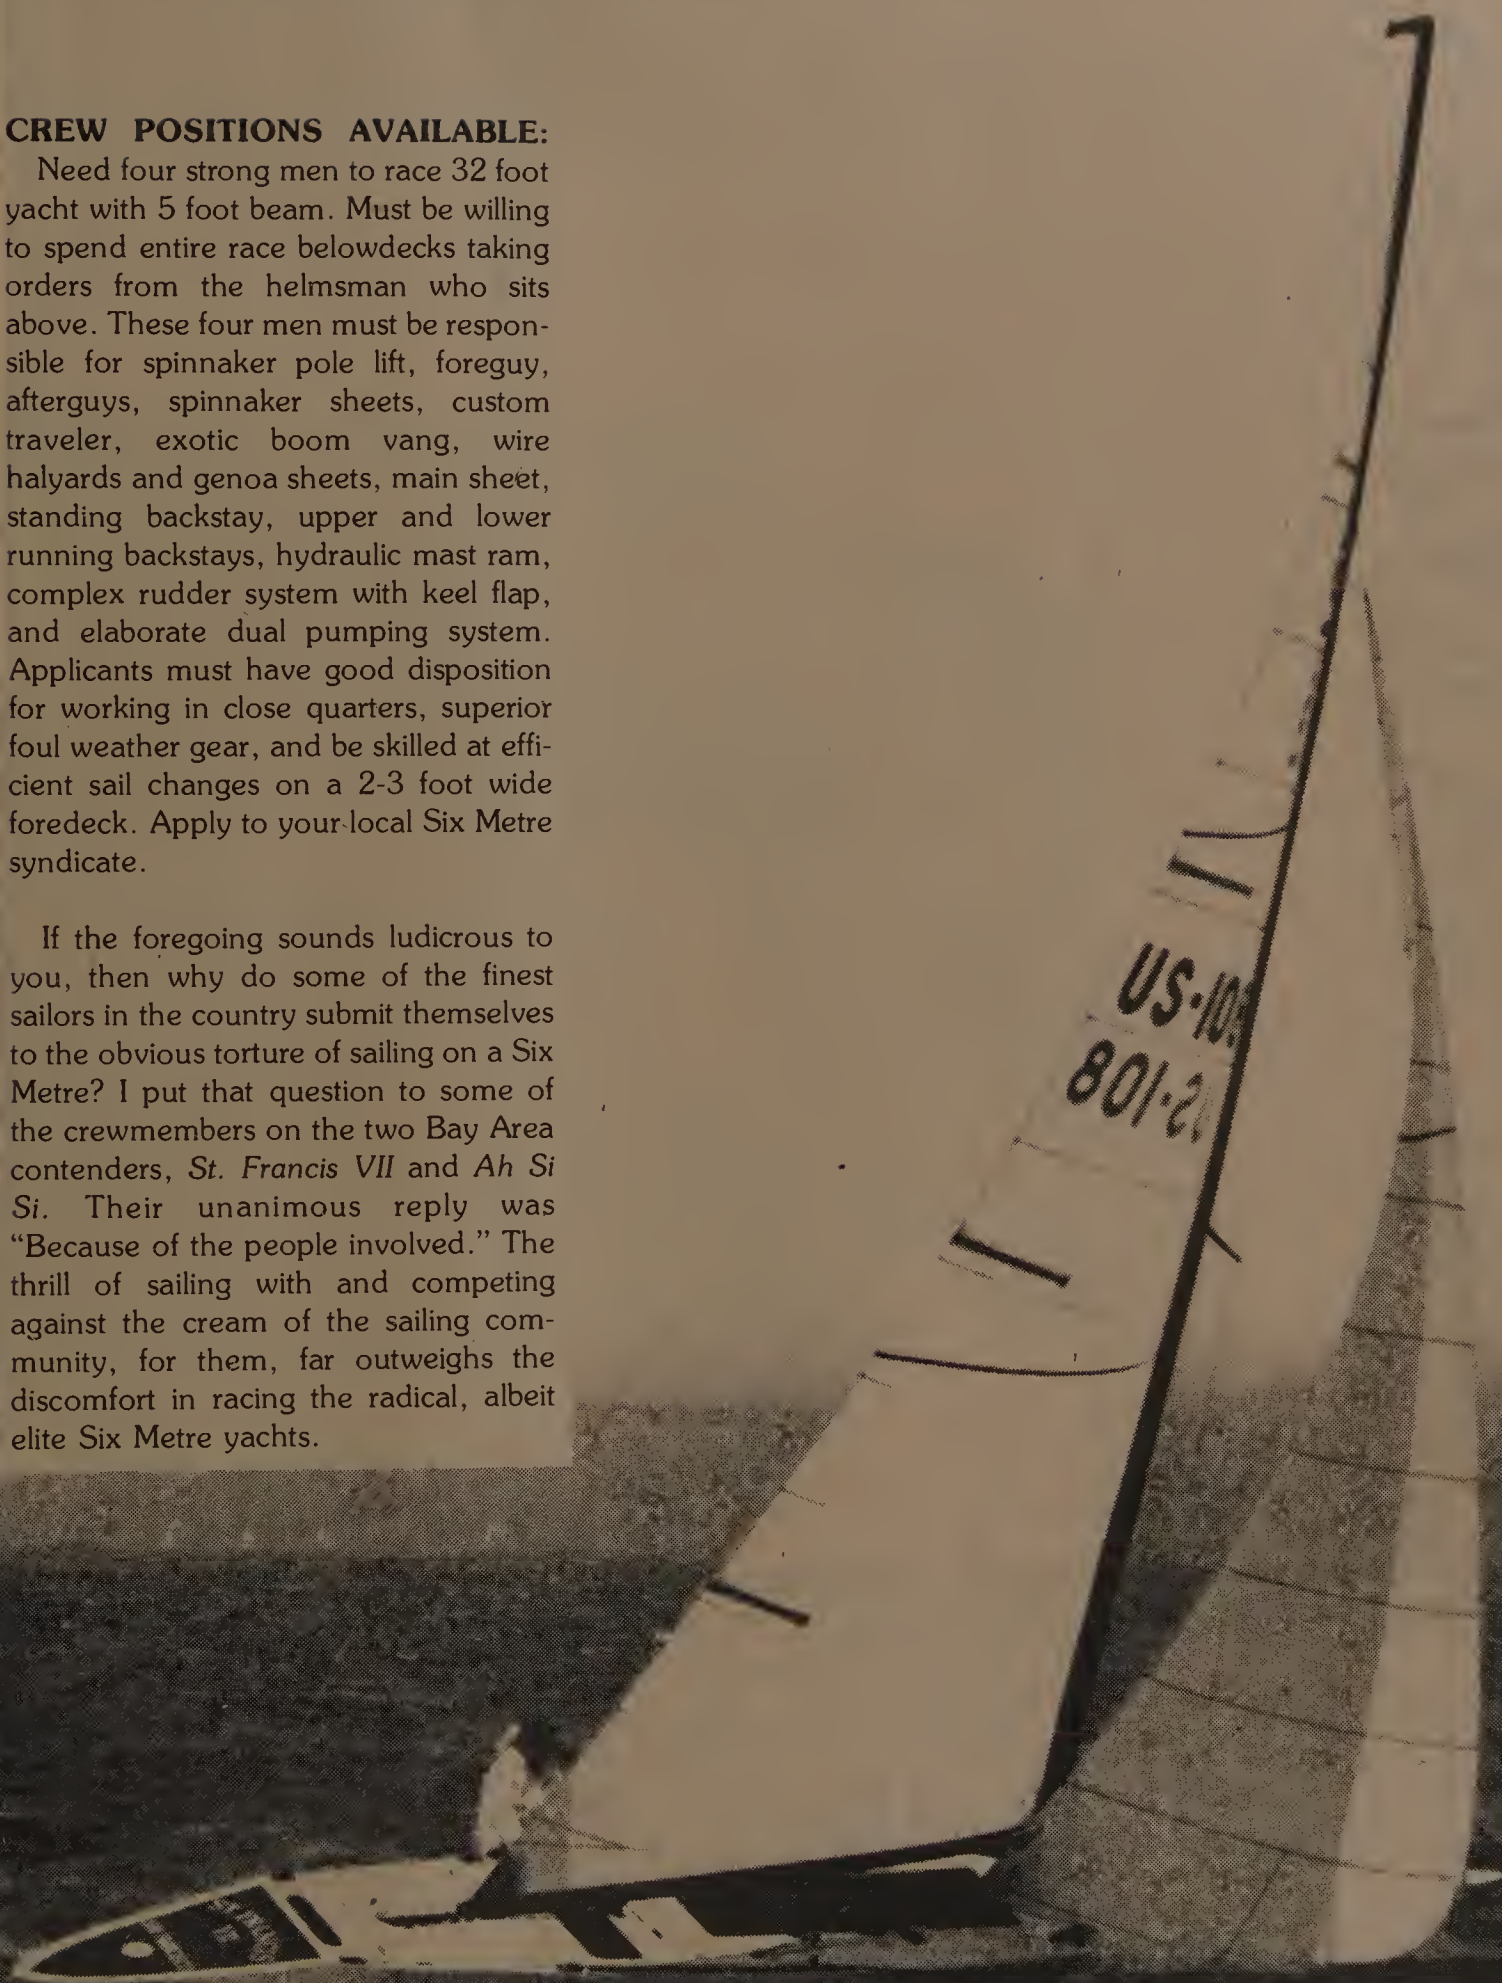 CREW POSITIONS AVAILABLE:
Need four strong men to race 32 foot
yacht with 5 foot beam. Must be willing
to spend entire race belowdecks taking
orders from the helmsman who sits
above. These four men must be respon-
sible for spinnaker pole lift, foreguy,
afterguys, spinnaker sheets, custom
traveler, exotic boom vang, wire
halyards and genoa sheets, main sheet,
standing backstay, upper and lower
running backstays, hydraulic mast ram,
complex rudder system with keel flap,
and elaborate dual pumping system.
Applicants must have good disposition
for working in close quarters, superior
foul weather gear, and be skilled at effi-
cient sail changes on a 2-3 foot wide
foredeck. Apply to your local Six Metre
syndicate.
If the foregoing sounds ludicrous to
you, then why do some of the finest
sailors in the country submit themselves
to the obvious torture of sailing on a Six
Metre? I put that question to some of
the crewmembers on the two Bay Area
contenders, St. Francis VII and Ah Si
Si. Their unanimous reply was
“Because of the people involved.” The
thrill of sailing with and competing
against the cream of the sailing com-
munity, for them, far outweighs the
discomfort in racing the radical, albeit
elite Six Metre yachts.